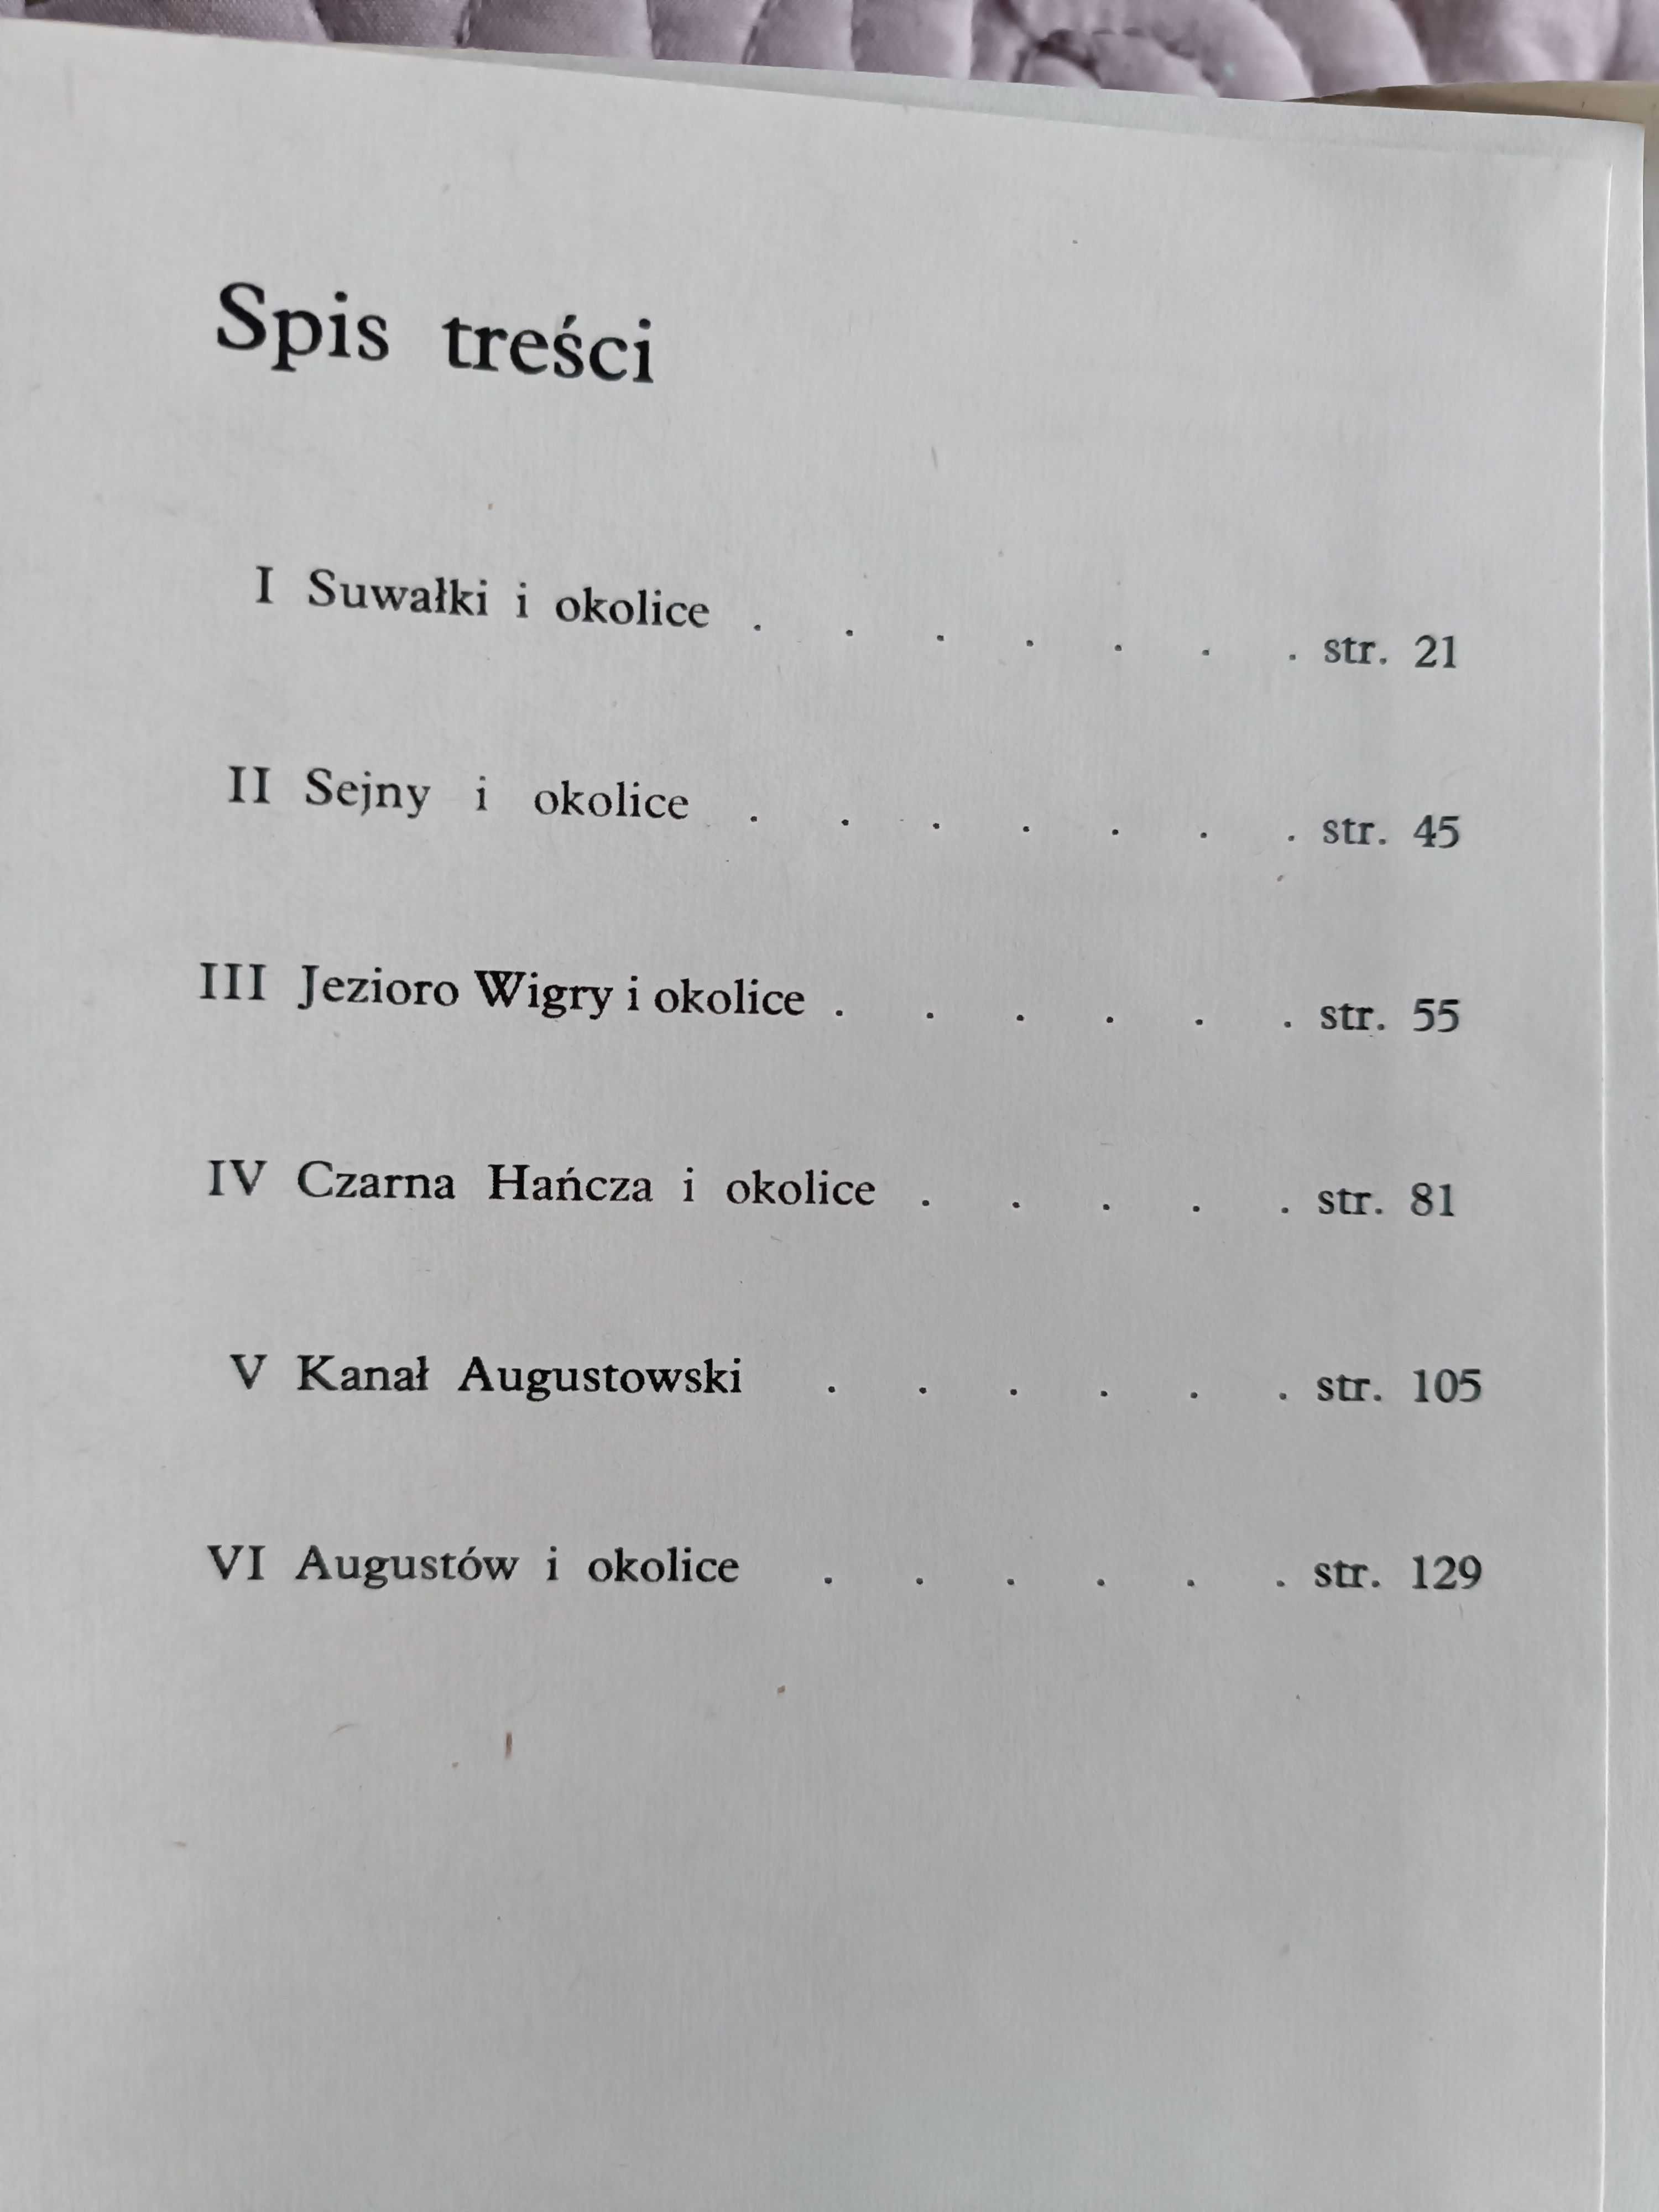 Spis treści
I Suwałki i okolice . . . . . . . str. 21
II Sejny i okolice . . . . . . . str. 45
III Jezioro Wigry i okolice . . . . . . str. 55
IV Czarna Hańcza i okolice . . . . . str. 81
V Kanał Augustowski . . . . . . str. 105
VI Augustów i okolice . . . . . . str. 129